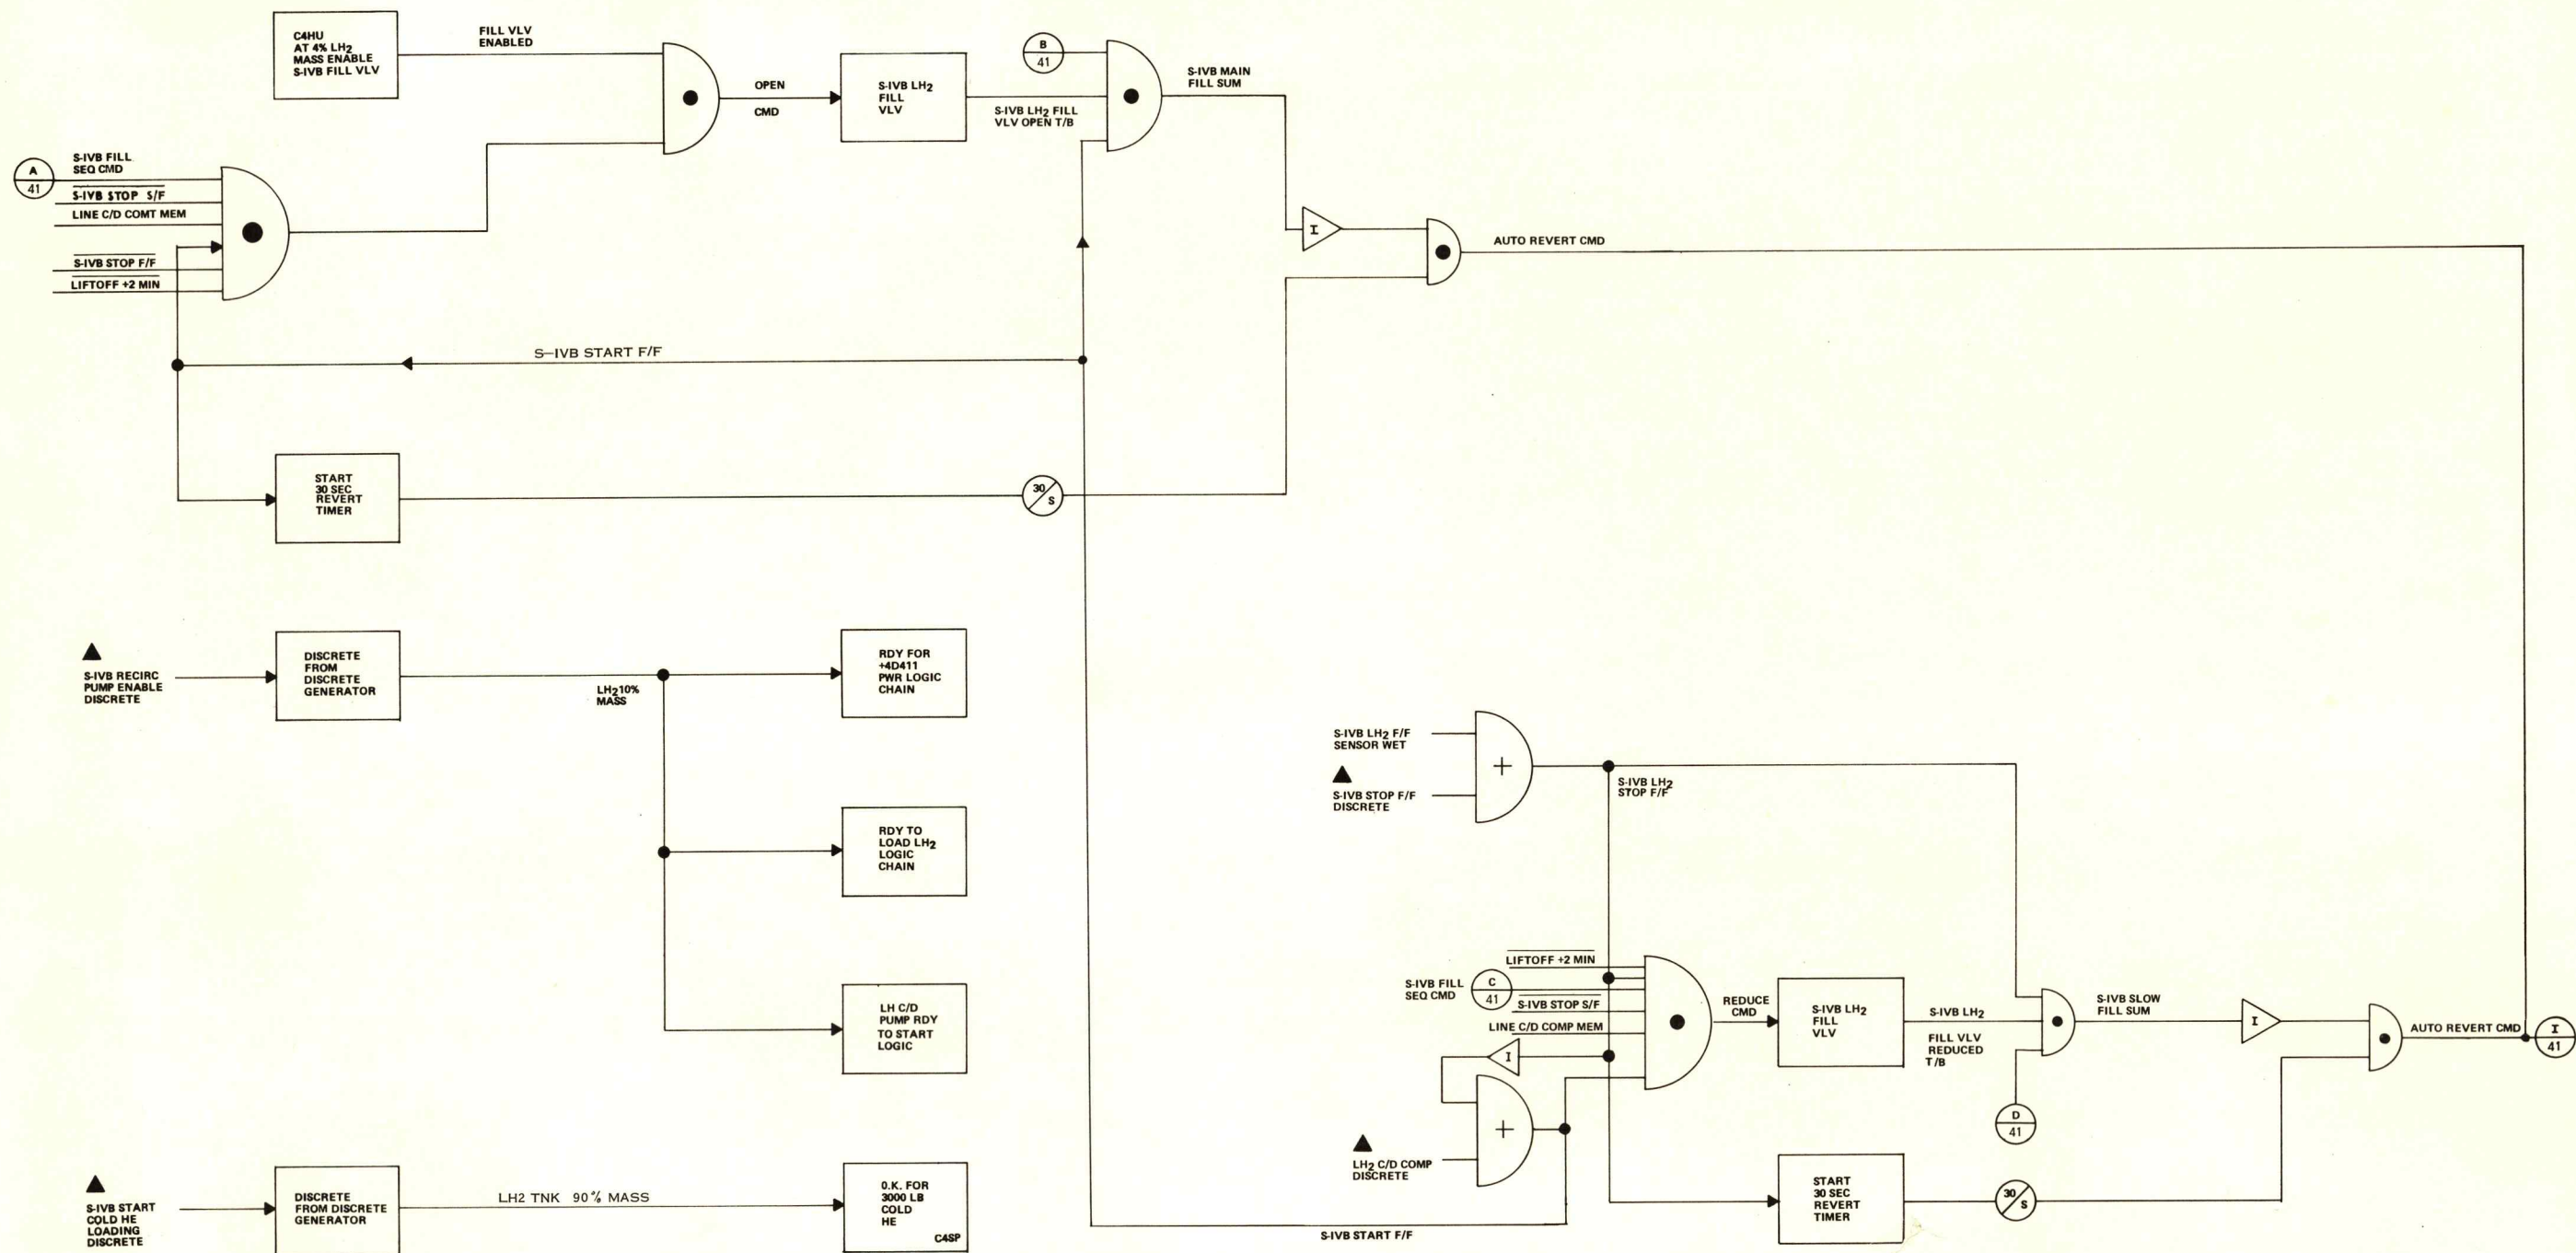 C4HU
AT 4% LH2
MASS ENABLE
S-IVB FILL VLV
FILL VLV
ENABLED
OPEN
CMD
S-IVB LH2
FILL
VLV
S-IVB LH2 FILL
VLV OPEN T/B
B
41
S-IVB MAIN
FILL SUM
A
41
S-IVB FILL
SEQ CMD
S-IVB STOP S/F
LINE C/D COMT MEM
S-IVB STOP F/F
LIFTOFF +2 MIN
I
AUTO REVERT CMD
S-IVB START F/F
START
30 SEC
REVERT
TIMER
30/S
S-IVB RECIRC
PUMP ENABLE
DISCRETE
DISCRETE
FROM
DISCRETE
GENERATOR
LH2 10%
MASS
RDY FOR
+4D411
PWR LOGIC
CHAIN
RDY TO
LOAD LH2
LOGIC
CHAIN
LH C/D
PUMP RDY
TO START
LOGIC
S-IVB START
COLD HE
LOADING
DISCRETE
DISCRETE
FROM DISCRETE
GENERATOR
LH2 TNK 90% MASS
O.K. FOR
3000 LB
COLD
HE
C4SP
S-IVB LH2 F/F
SENSOR WET
S-IVB STOP F/F
DISCRETE
+
S-IVB LH2
STOP F/F
LIFTOFF +2 MIN
S-IVB FILL
SEQ CMD
C
41
S-IVB STOP S/F
LINE C/D COMP MEM
I
+
LH2 C/D COMP
DISCRETE
S-IVB START F/F
REDUCE
CMD
S-IVB LH2
FILL
VLV
S-IVB LH2
FILL VLV
REDUCED
T/B
D
41
S-IVB SLOW
FILL SUM
I
START
30 SEC
REVERT
TIMER
30/S
AUTO REVERT CMD
I
41